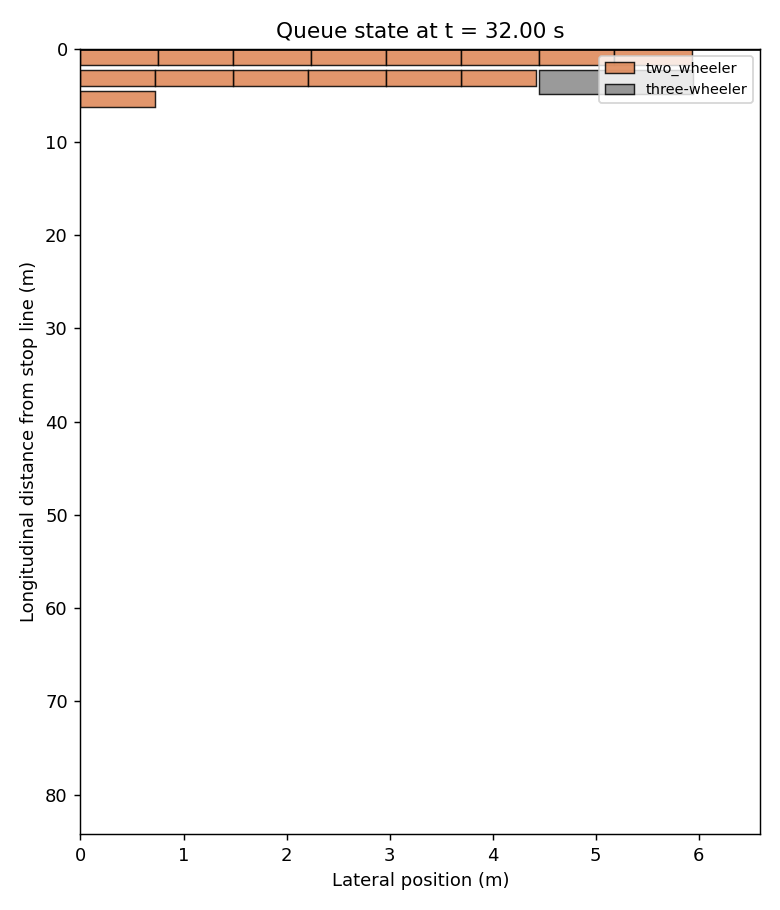 Queue state at t = 32.00 s
two_wheeler
three-wheeler
Longitudinal distance from stop line (m)
0
10
20
30
40
50
60
70
80
0 1 2 3 4 5 6
Lateral position (m)